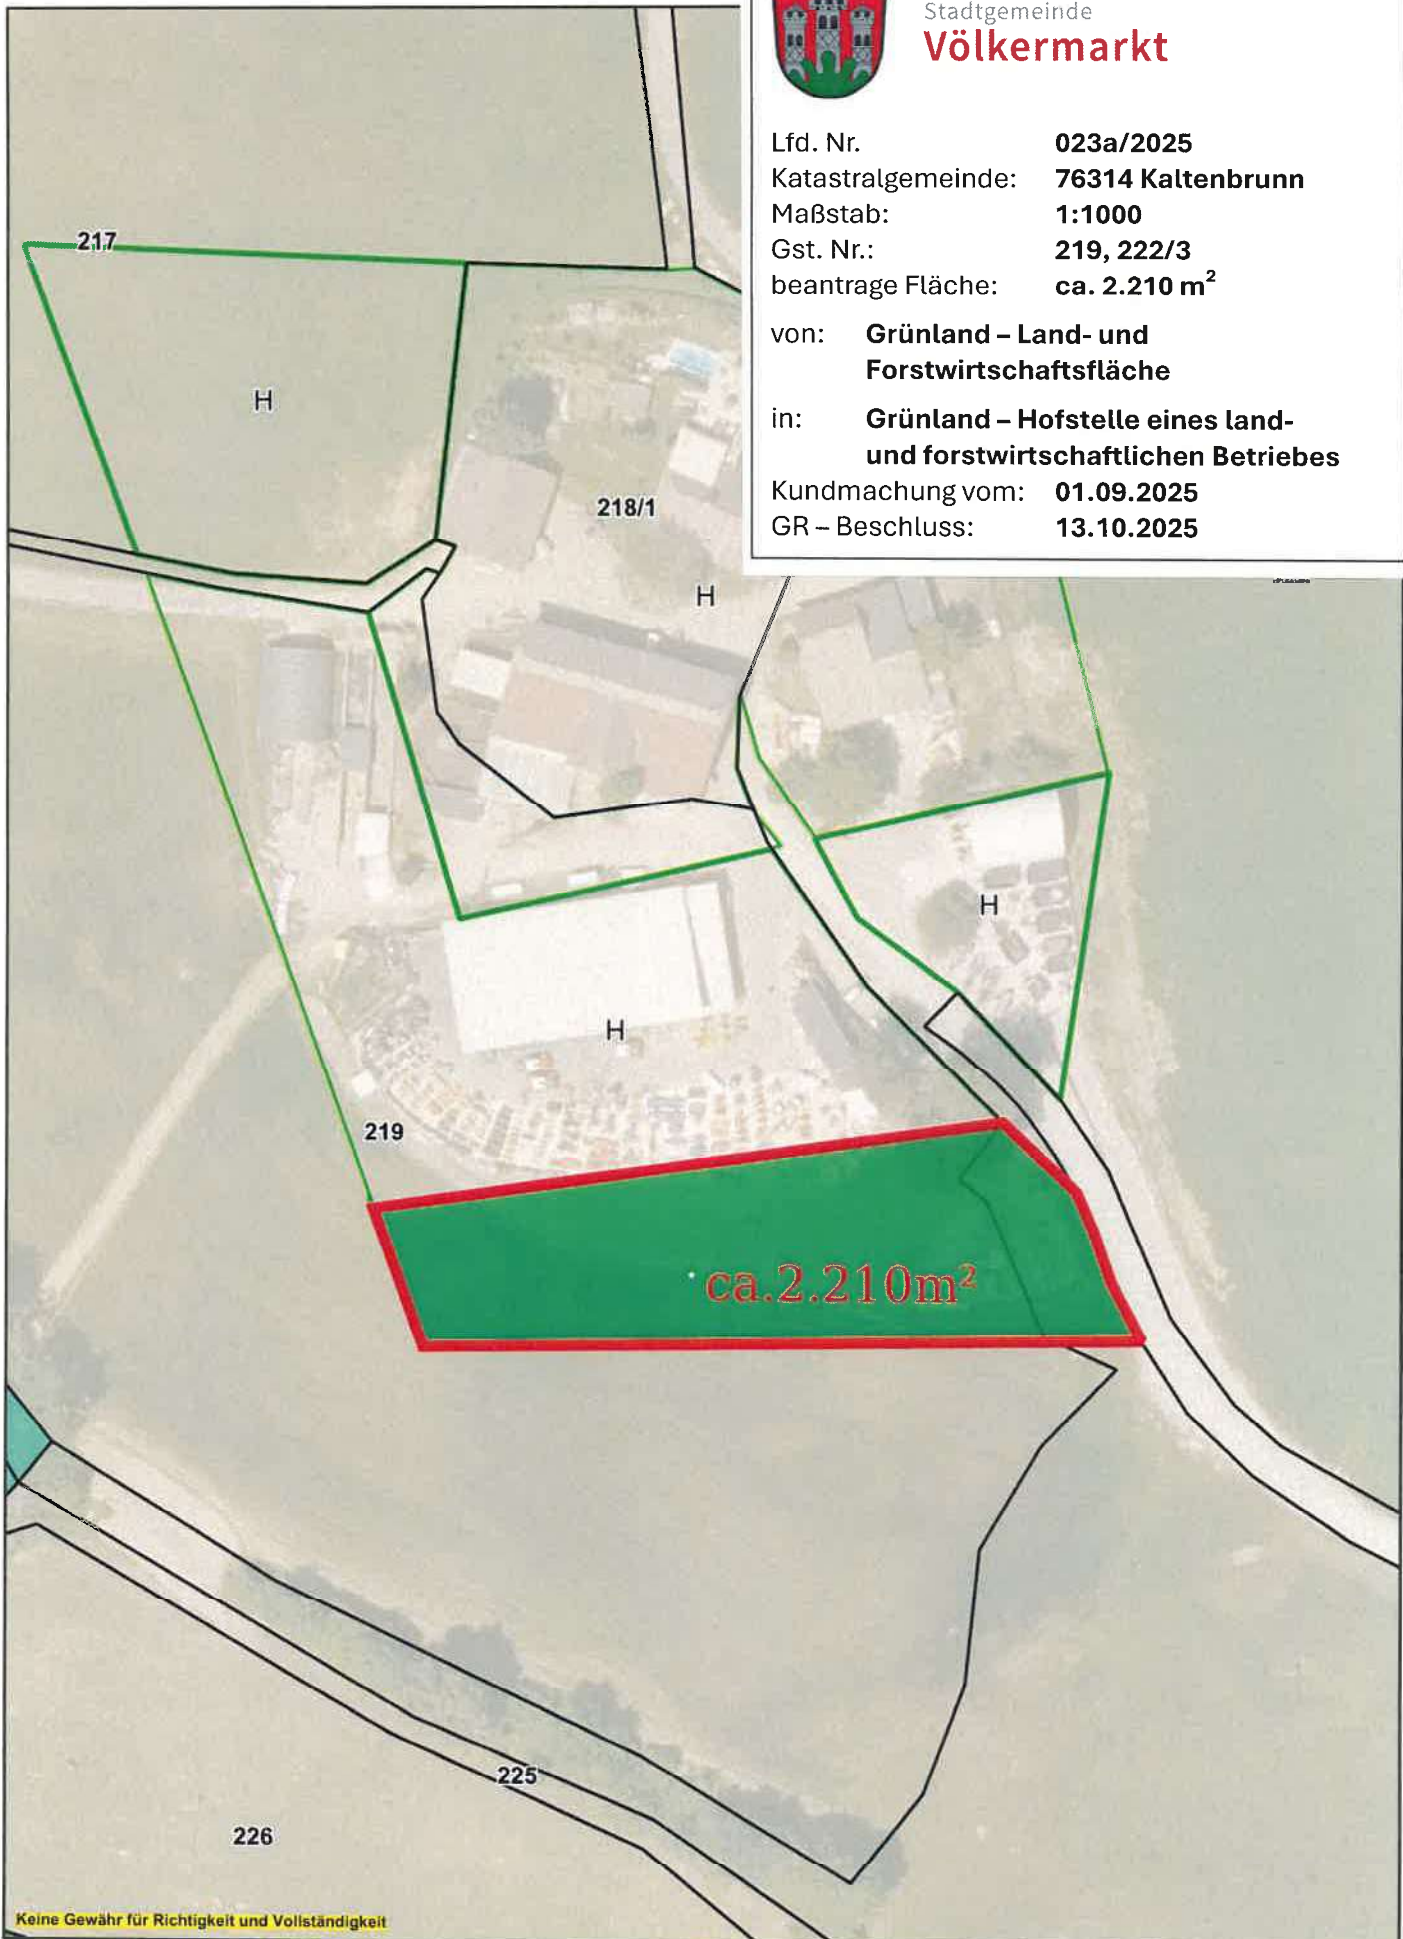 Stadtgemeinde
Völkermarkt
Lfd. Nr. 023a/2025
Katastralgemeinde: 76314 Kaltenbrunn
Maßstab: 1:1000
Gst. Nr.: 219, 222/3
beantrage Fläche: ca. 2.210 m²
von: Grünland – Land- und
Forstwirtschaftsfläche
in: Grünland – Hofstelle eines land-
und forstwirtschaftlichen Betriebes
Kundmachung vom: 01.09.2025
GR – Beschluss: 13.10.2025
217
H
218/1
H
H
H
219
ca.2.210m²
225
226
Keine Gewähr für Richtigkeit und Vollständigkeit